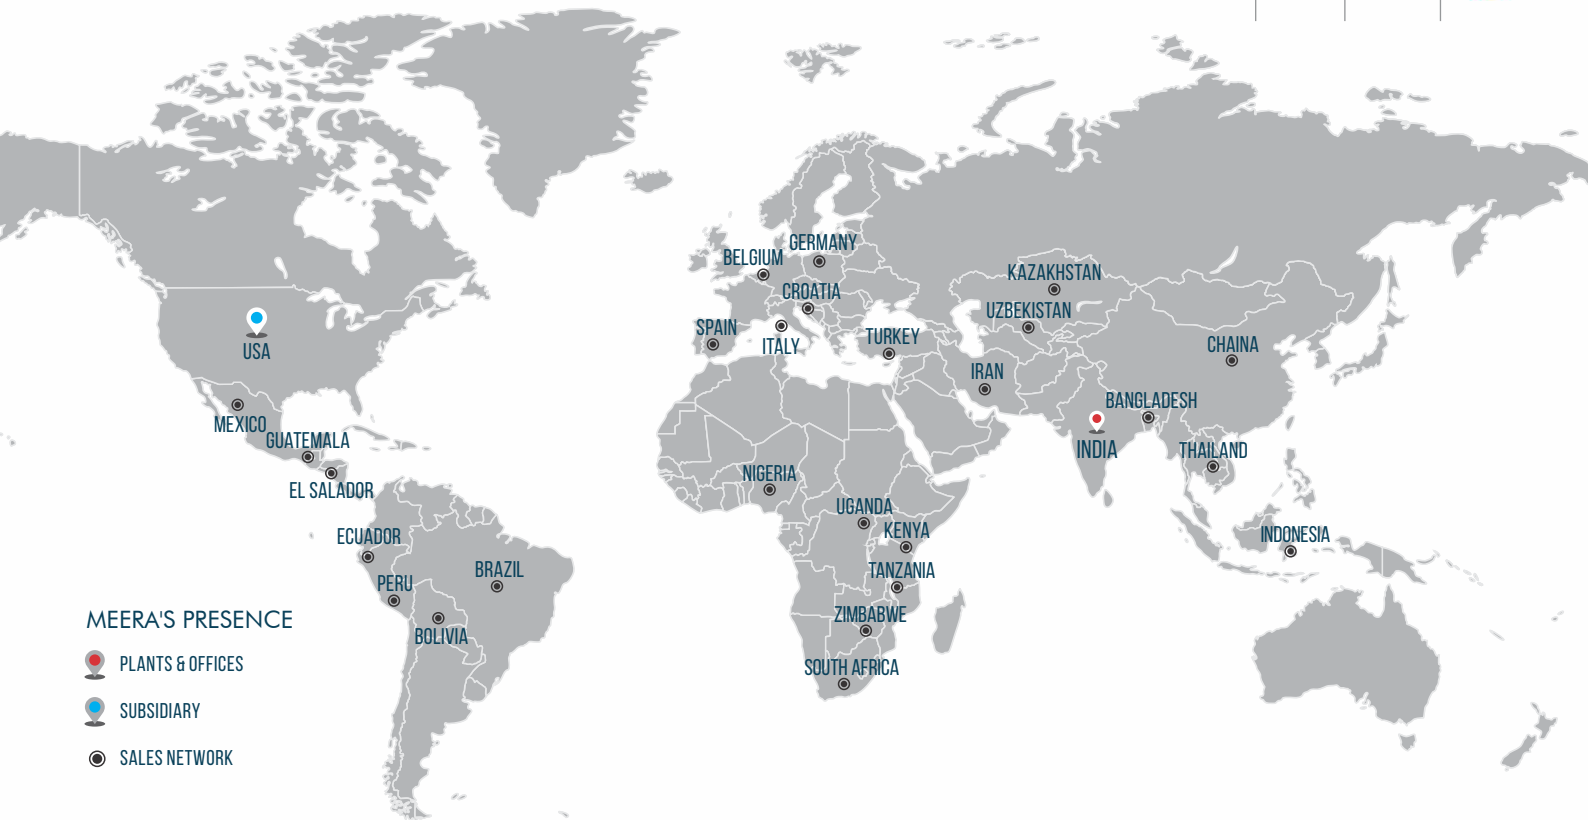 GERMANY
BELGIUM
KAZAKHSTAN
CROATIA
UZBEKISTAN
SPAIN
TURKEY
ITALY
CHAINA
USA
IRAN
BANGLADESH
MEXICO
GUATEMALA
INDIA
THAILAND
NIGERIA
EL SALADOR
UGANDA
KENYA
ECUADOR
INDONESIA
BRAZIL
TANZANIA
PERU
ZIMBABWE
BOLIVIA
SOUTH AFRICA
MEERA'S PRESENCE
PLANTS & OFFICES
SUBSIDIARY
SALES NETWORK